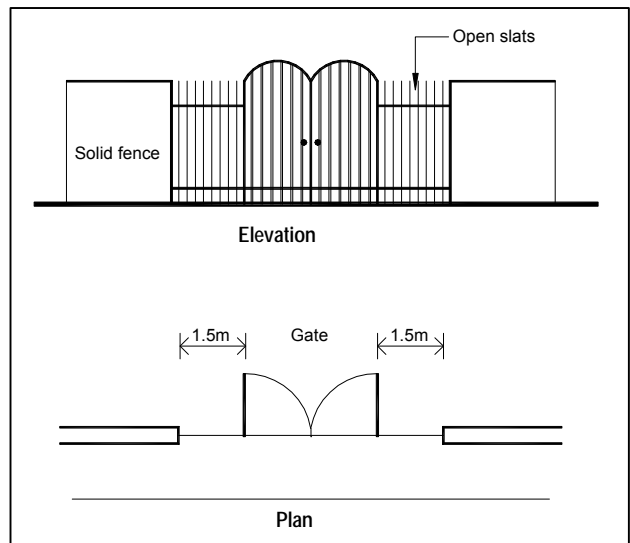 Open slats
Solid fence
Elevation
1.5m
Gate
1.5m
Plan